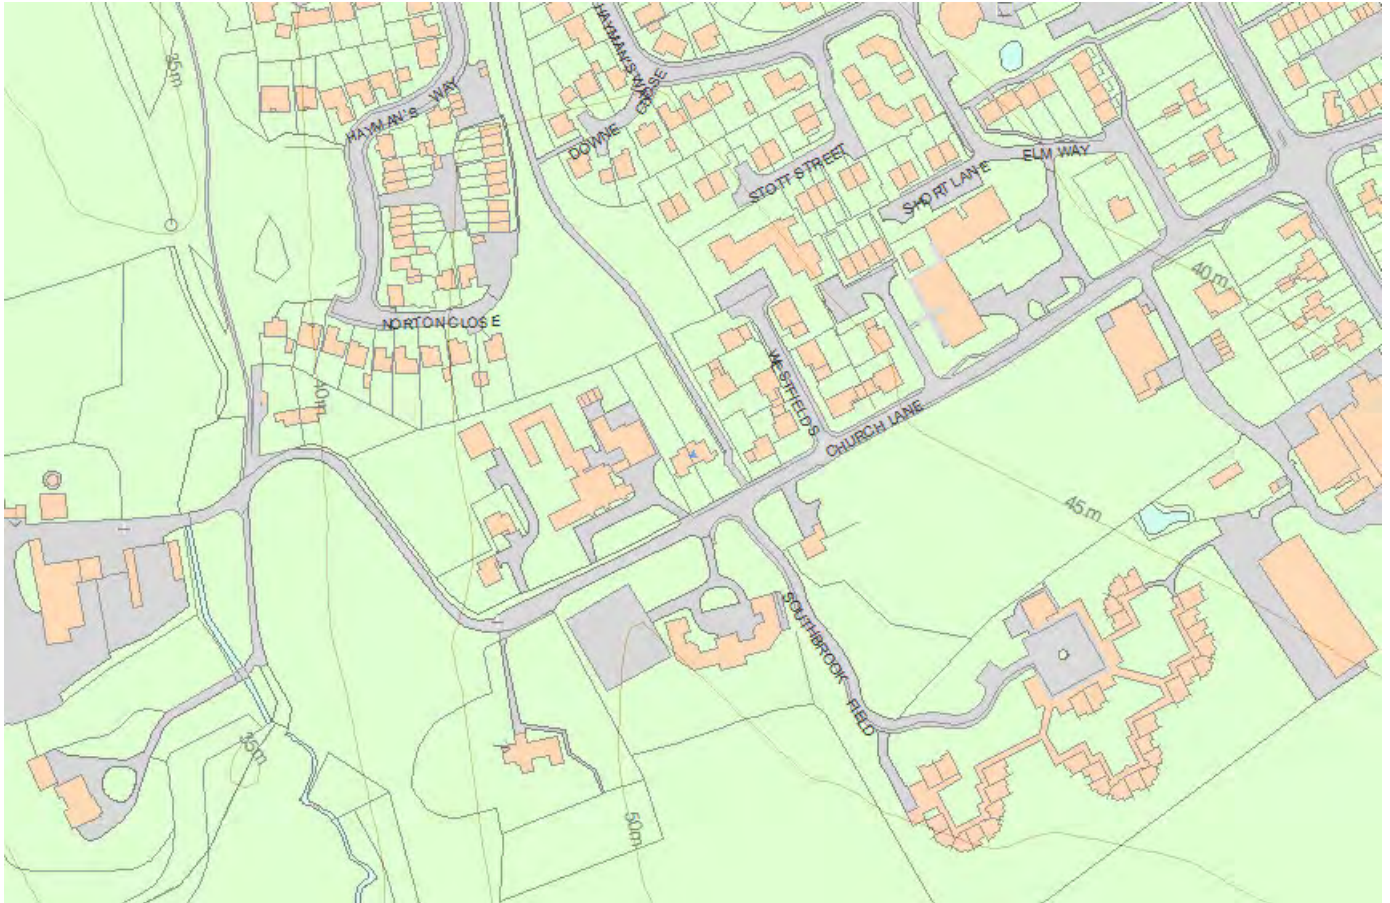 HAYMAN'S WAY
35m
HAYMAN'S WAY
DOWNE CLOSE
STOTT STREET
SHORT LANE
ELM WAY
40m
NORTON CLOSE
40m
WESTFIELDS
CHURCH LANE
45m
SOUTHBROOK FIELD
35m
50m